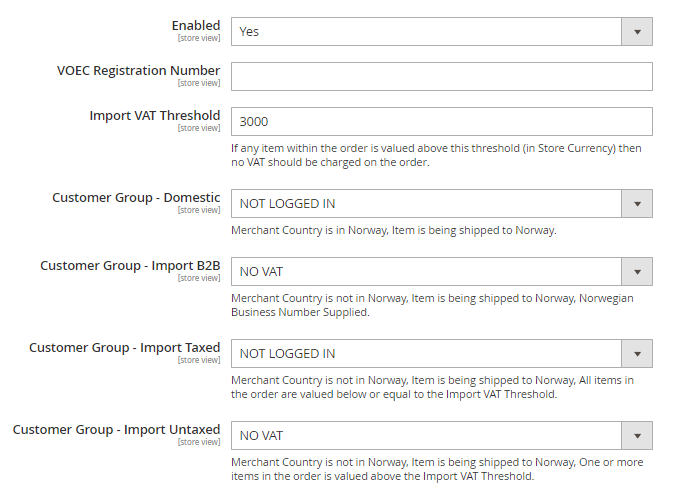 Enabled
[store view]
Yes
VOEC Registration Number
[store view]
Import VAT Threshold
[store view]
3000
If any item within the order is valued above this threshold (in Store Currency) then
no VAT should be charged on the order.
Customer Group - Domestic
[store view]
NOT LOGGED IN
Merchant Country is in Norway, Item is being shipped to Norway.
Customer Group - Import B2B
[store view]
NO VAT
Merchant Country is not in Norway, Item is being shipped to Norway, Norwegian
Business Number Supplied.
Customer Group - Import Taxed
[store view]
NOT LOGGED IN
Merchant Country is not in Norway, Item is being shipped to Norway, All items in
the order are valued below or equal to the Import VAT Threshold.
Customer Group - Import Untaxed
[store view]
NO VAT
Merchant Country is not in Norway, Item is being shipped to Norway, One or more
items in the order is valued above the Import VAT Threshold.